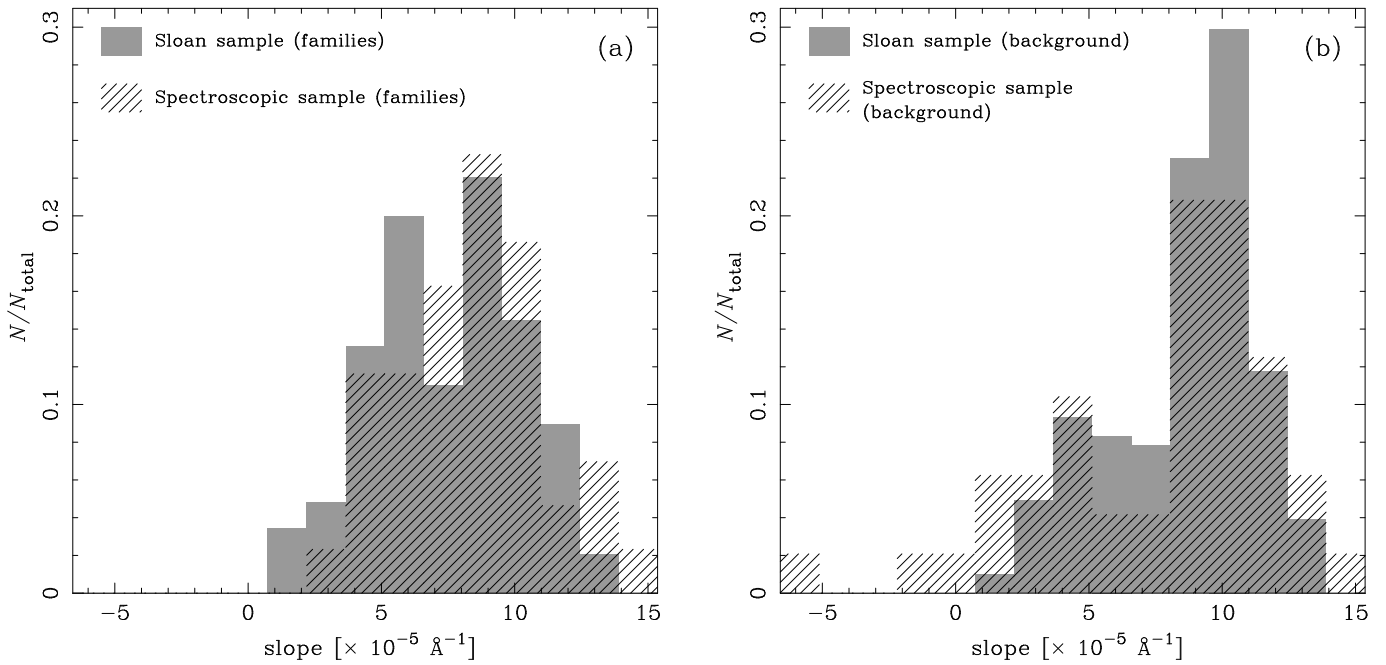 Sloan sample (families)
(a)
Spectroscopic sample (families)
N/Ntotal
0.3
0.2
0.1
0
−5
0
5
10
15
slope [× 10−5 Å−1]
Sloan sample (background)
(b)
Spectroscopic sample
(background)
N/Ntotal
0.3
0.2
0.1
0
−5
0
5
10
15
slope [× 10−5 Å−1]